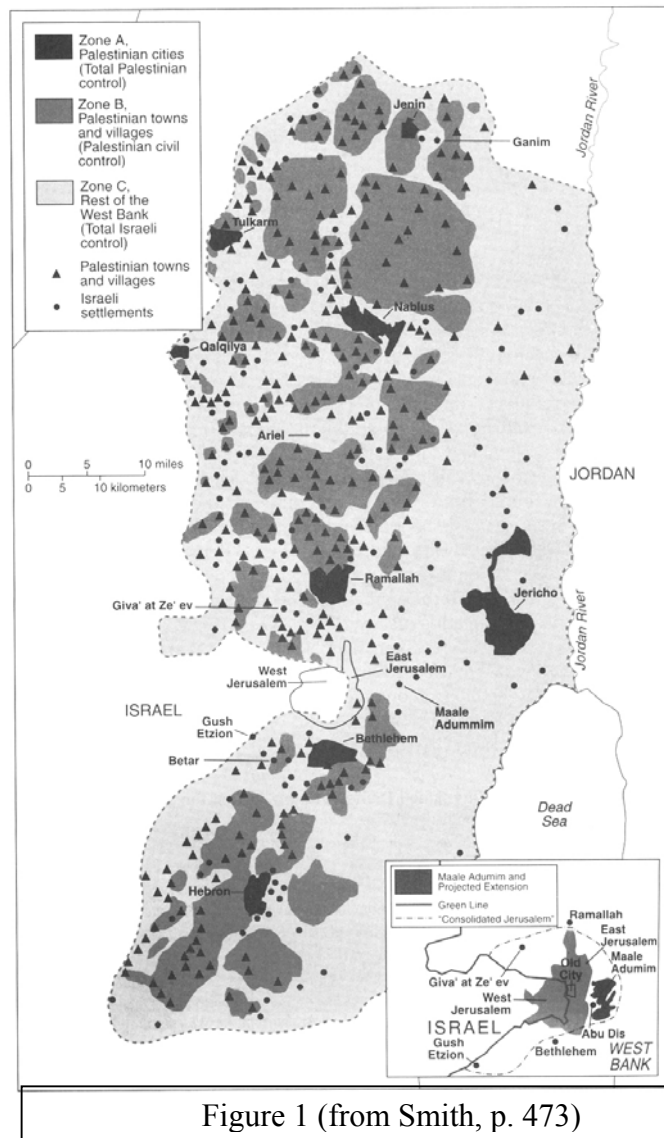 Zone A,
Palestinian cities
(Total Palestinian
control)
Zone B,
Palestinian towns
and villages
(Palestinian civil
control)
Zone C,
Rest of the
West Bank
(Total Israeli
control)
Palestinian towns
and villages
Israeli
settlements
Jenin
Ganim
Jordan River
Tulkarm
Nablus
Qalqilya
Ariel
0 5 10 miles
0 5 10 kilometers
JORDAN
Ramallah
Jericho
Giva' at Ze' ev
Jordan River
East
Jerusalem
West
Jerusalem
ISRAEL
Maale
Adummim
Gush
Etzion
Bethlehem
Betar
Dead
Sea
Hebron
Maale Adumim and
Projected Extension
Green Line
"Consolidated Jerusalem"
Ramallah
East
Jerusalem
Maale
Adumim
Old
City
Giva' at Ze' ev
West
Jerusalem
ISRAEL
Abu Dis
Gush
Etzion
Bethlehem
WEST
BANK
Figure 1 (from Smith, p. 473)